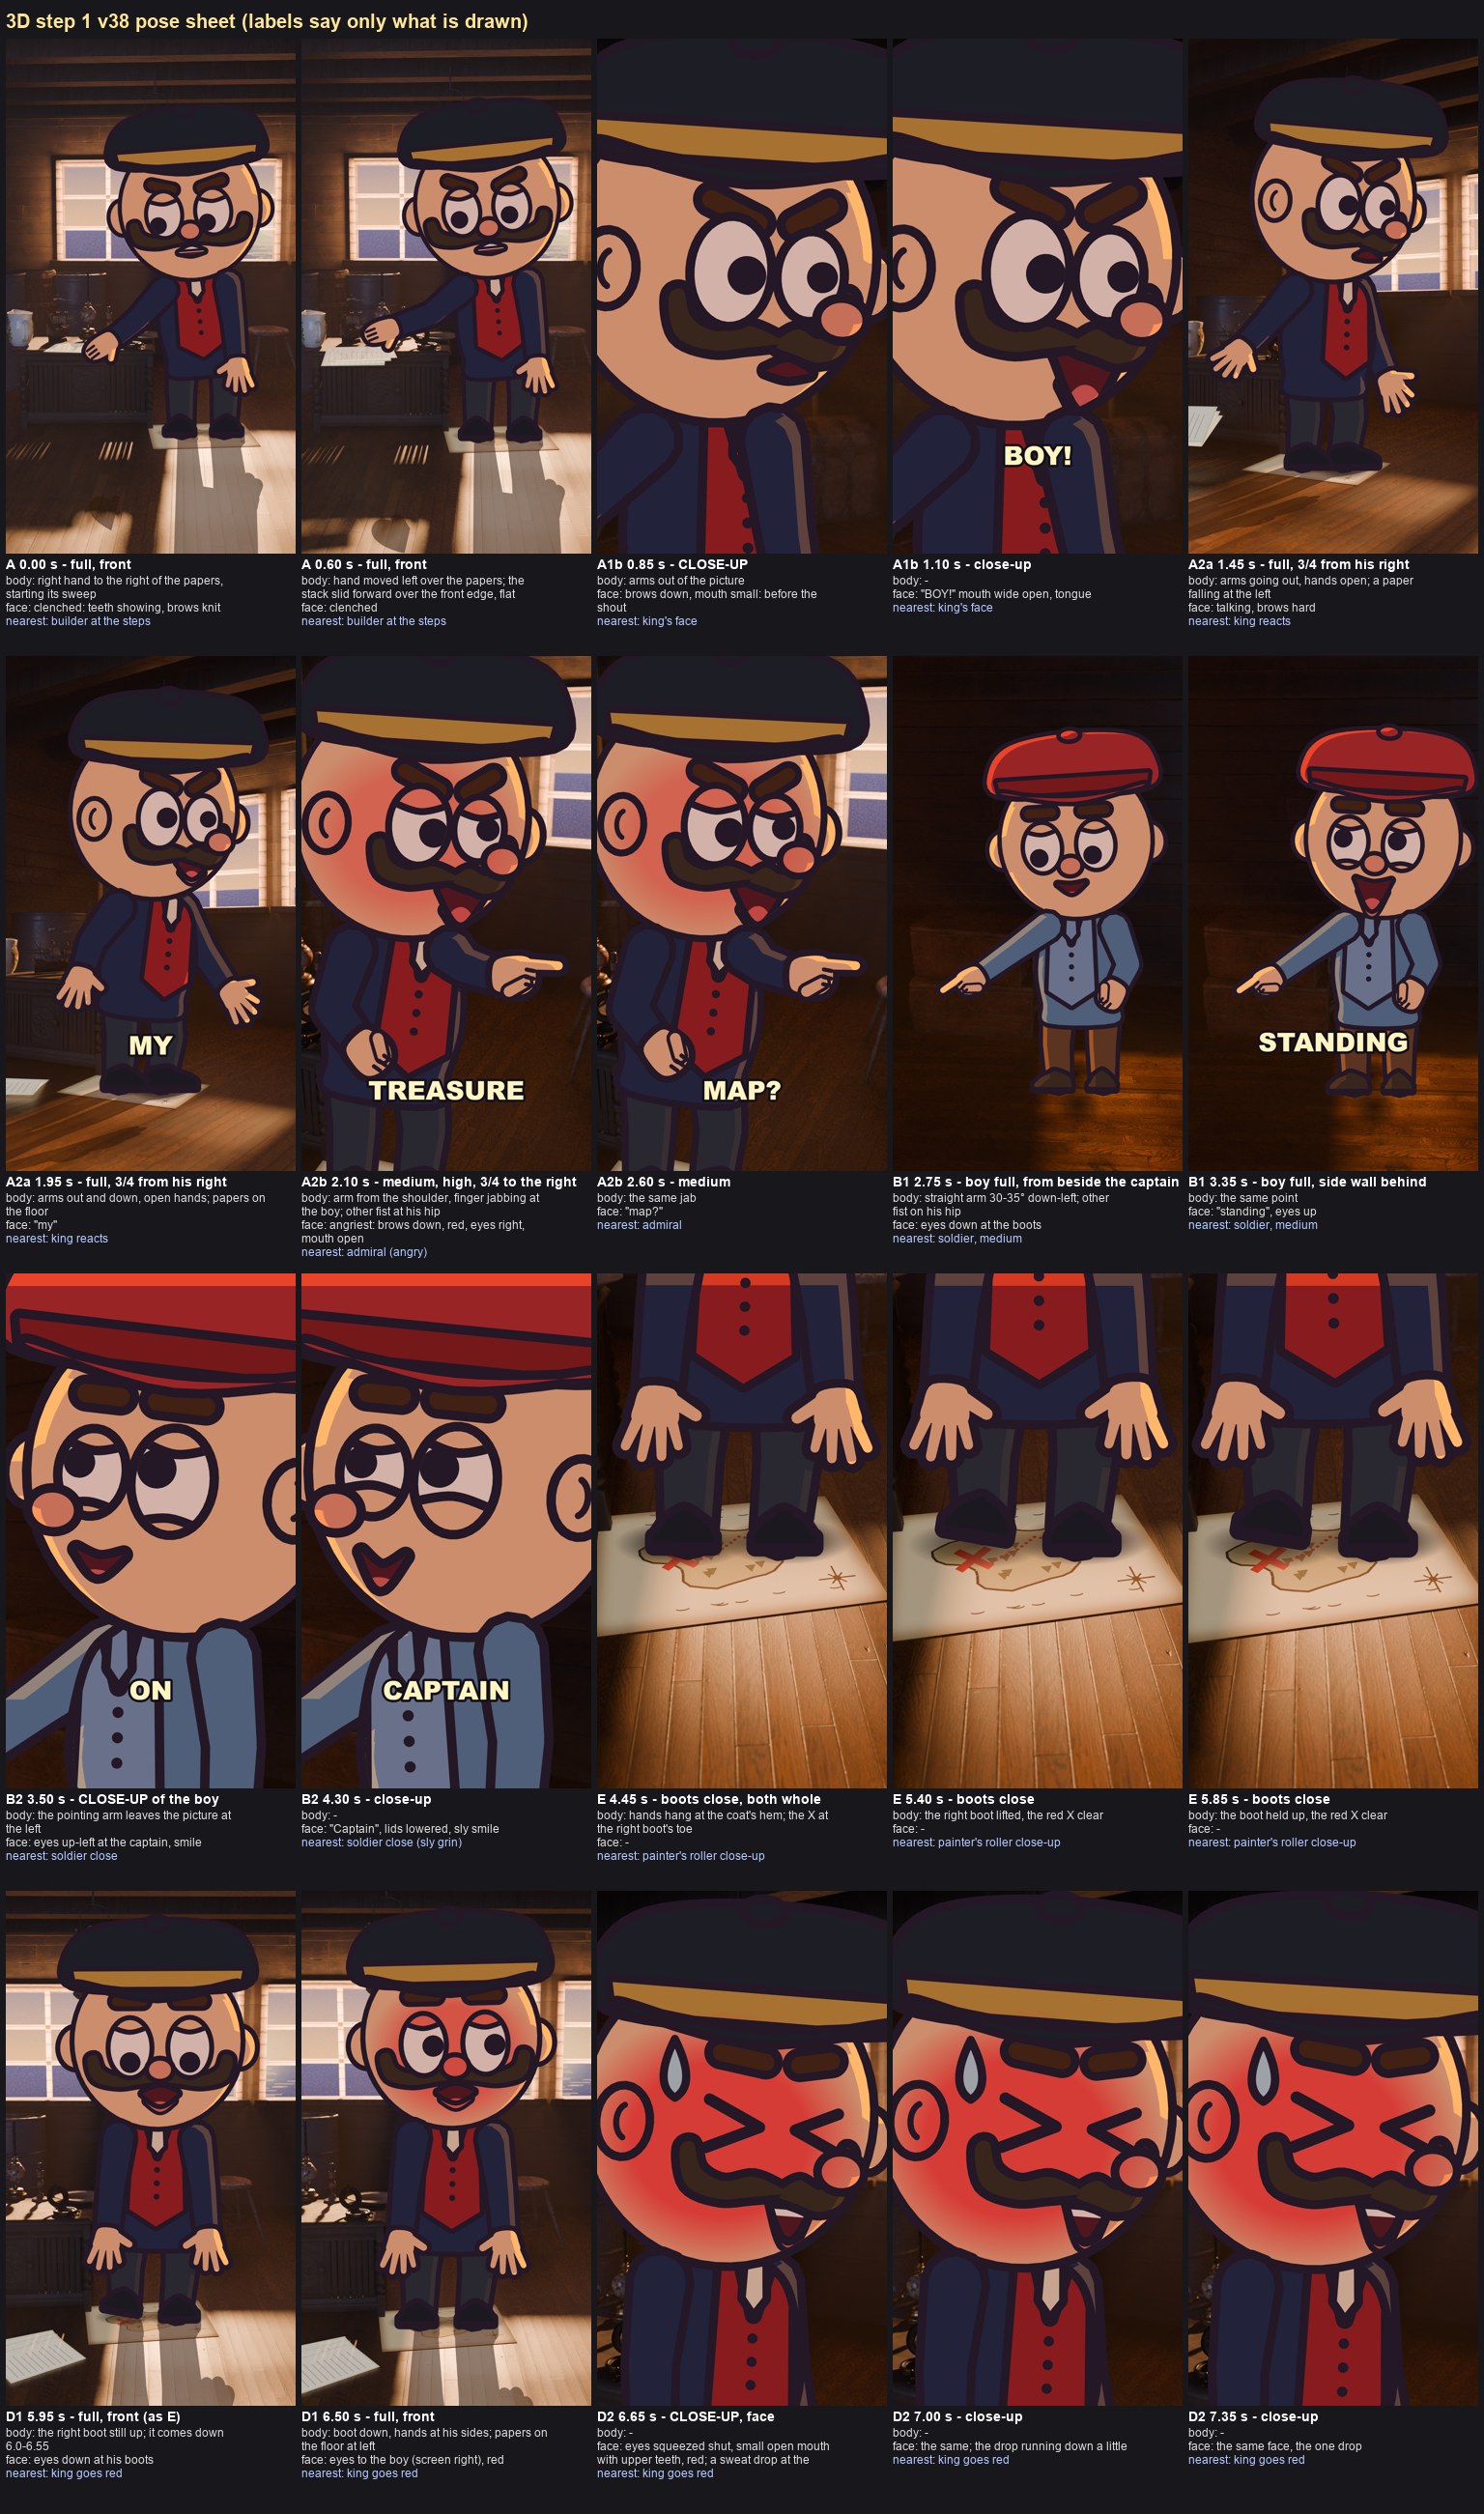 3D step 1 v38 pose sheet (labels say only what is drawn)
BOY!
A 0.00 s - full, front
body: right hand to the right of the papers,
starting its sweep
face: clenched: teeth showing, brows knit
nearest: builder at the steps
A 0.60 s - full, front
body: hand moved left over the papers; the
stack slid forward over the front edge, flat
face: clenched
nearest: builder at the steps
A1b 0.85 s - CLOSE-UP
body: arms out of the picture
face: brows down, mouth small: before the
shout
nearest: king's face
A1b 1.10 s - close-up
body: -
face: "BOY!" mouth wide open, tongue
nearest: king's face
A2a 1.45 s - full, 3/4 from his right
body: arms going out, hands open; a paper
falling at the left
face: talking, brows hard
nearest: king reacts
MY
TREASURE
MAP?
STANDING
A2a 1.95 s - full, 3/4 from his right
body: arms out and down, open hands; papers on
the floor
face: "my"
nearest: king reacts
A2b 2.10 s - medium, high, 3/4 to the right
body: arm from the shoulder, finger jabbing at
the boy; other fist at his hip
face: angriest: brows down, red, eyes right,
mouth open
nearest: admiral (angry)
A2b 2.60 s - medium
body: the same jab
face: "map?"
nearest: admiral
B1 2.75 s - boy full, from beside the captain
body: straight arm 30-35° down-left; other
fist on his hip
face: eyes down at the boots
nearest: soldier, medium
B1 3.35 s - boy full, side wall behind
body: the same point
face: "standing", eyes up
nearest: soldier, medium
ON
CAPTAIN
B2 3.50 s - CLOSE-UP of the boy
body: the pointing arm leaves the picture at
the left
face: eyes up-left at the captain, smile
nearest: soldier close
B2 4.30 s - close-up
body: -
face: "Captain", lids lowered, sly smile
nearest: soldier close (sly grin)
E 4.45 s - boots close, both whole
body: hands hang at the coat's hem; the X at
the right boot's toe
face: -
nearest: painter's roller close-up
E 5.40 s - boots close
body: the right boot lifted, the red X clear
face: -
nearest: painter's roller close-up
E 5.85 s - boots close
body: the boot held up, the red X clear
face: -
nearest: painter's roller close-up
D1 5.95 s - full, front (as E)
body: the right boot still up; it comes down
6.0-6.55
face: eyes down at his boots
nearest: king goes red
D1 6.50 s - full, front
body: boot down, hands at his sides; papers on
the floor at left
face: eyes to the boy (screen right), red
nearest: king goes red
D2 6.65 s - CLOSE-UP, face
body: -
face: eyes squeezed shut, small open mouth
with upper teeth, red; a sweat drop at the
nearest: king goes red
D2 7.00 s - close-up
body: -
face: the same; the drop running down a little
nearest: king goes red
D2 7.35 s - close-up
body: -
face: the same face, the one drop
nearest: king goes red